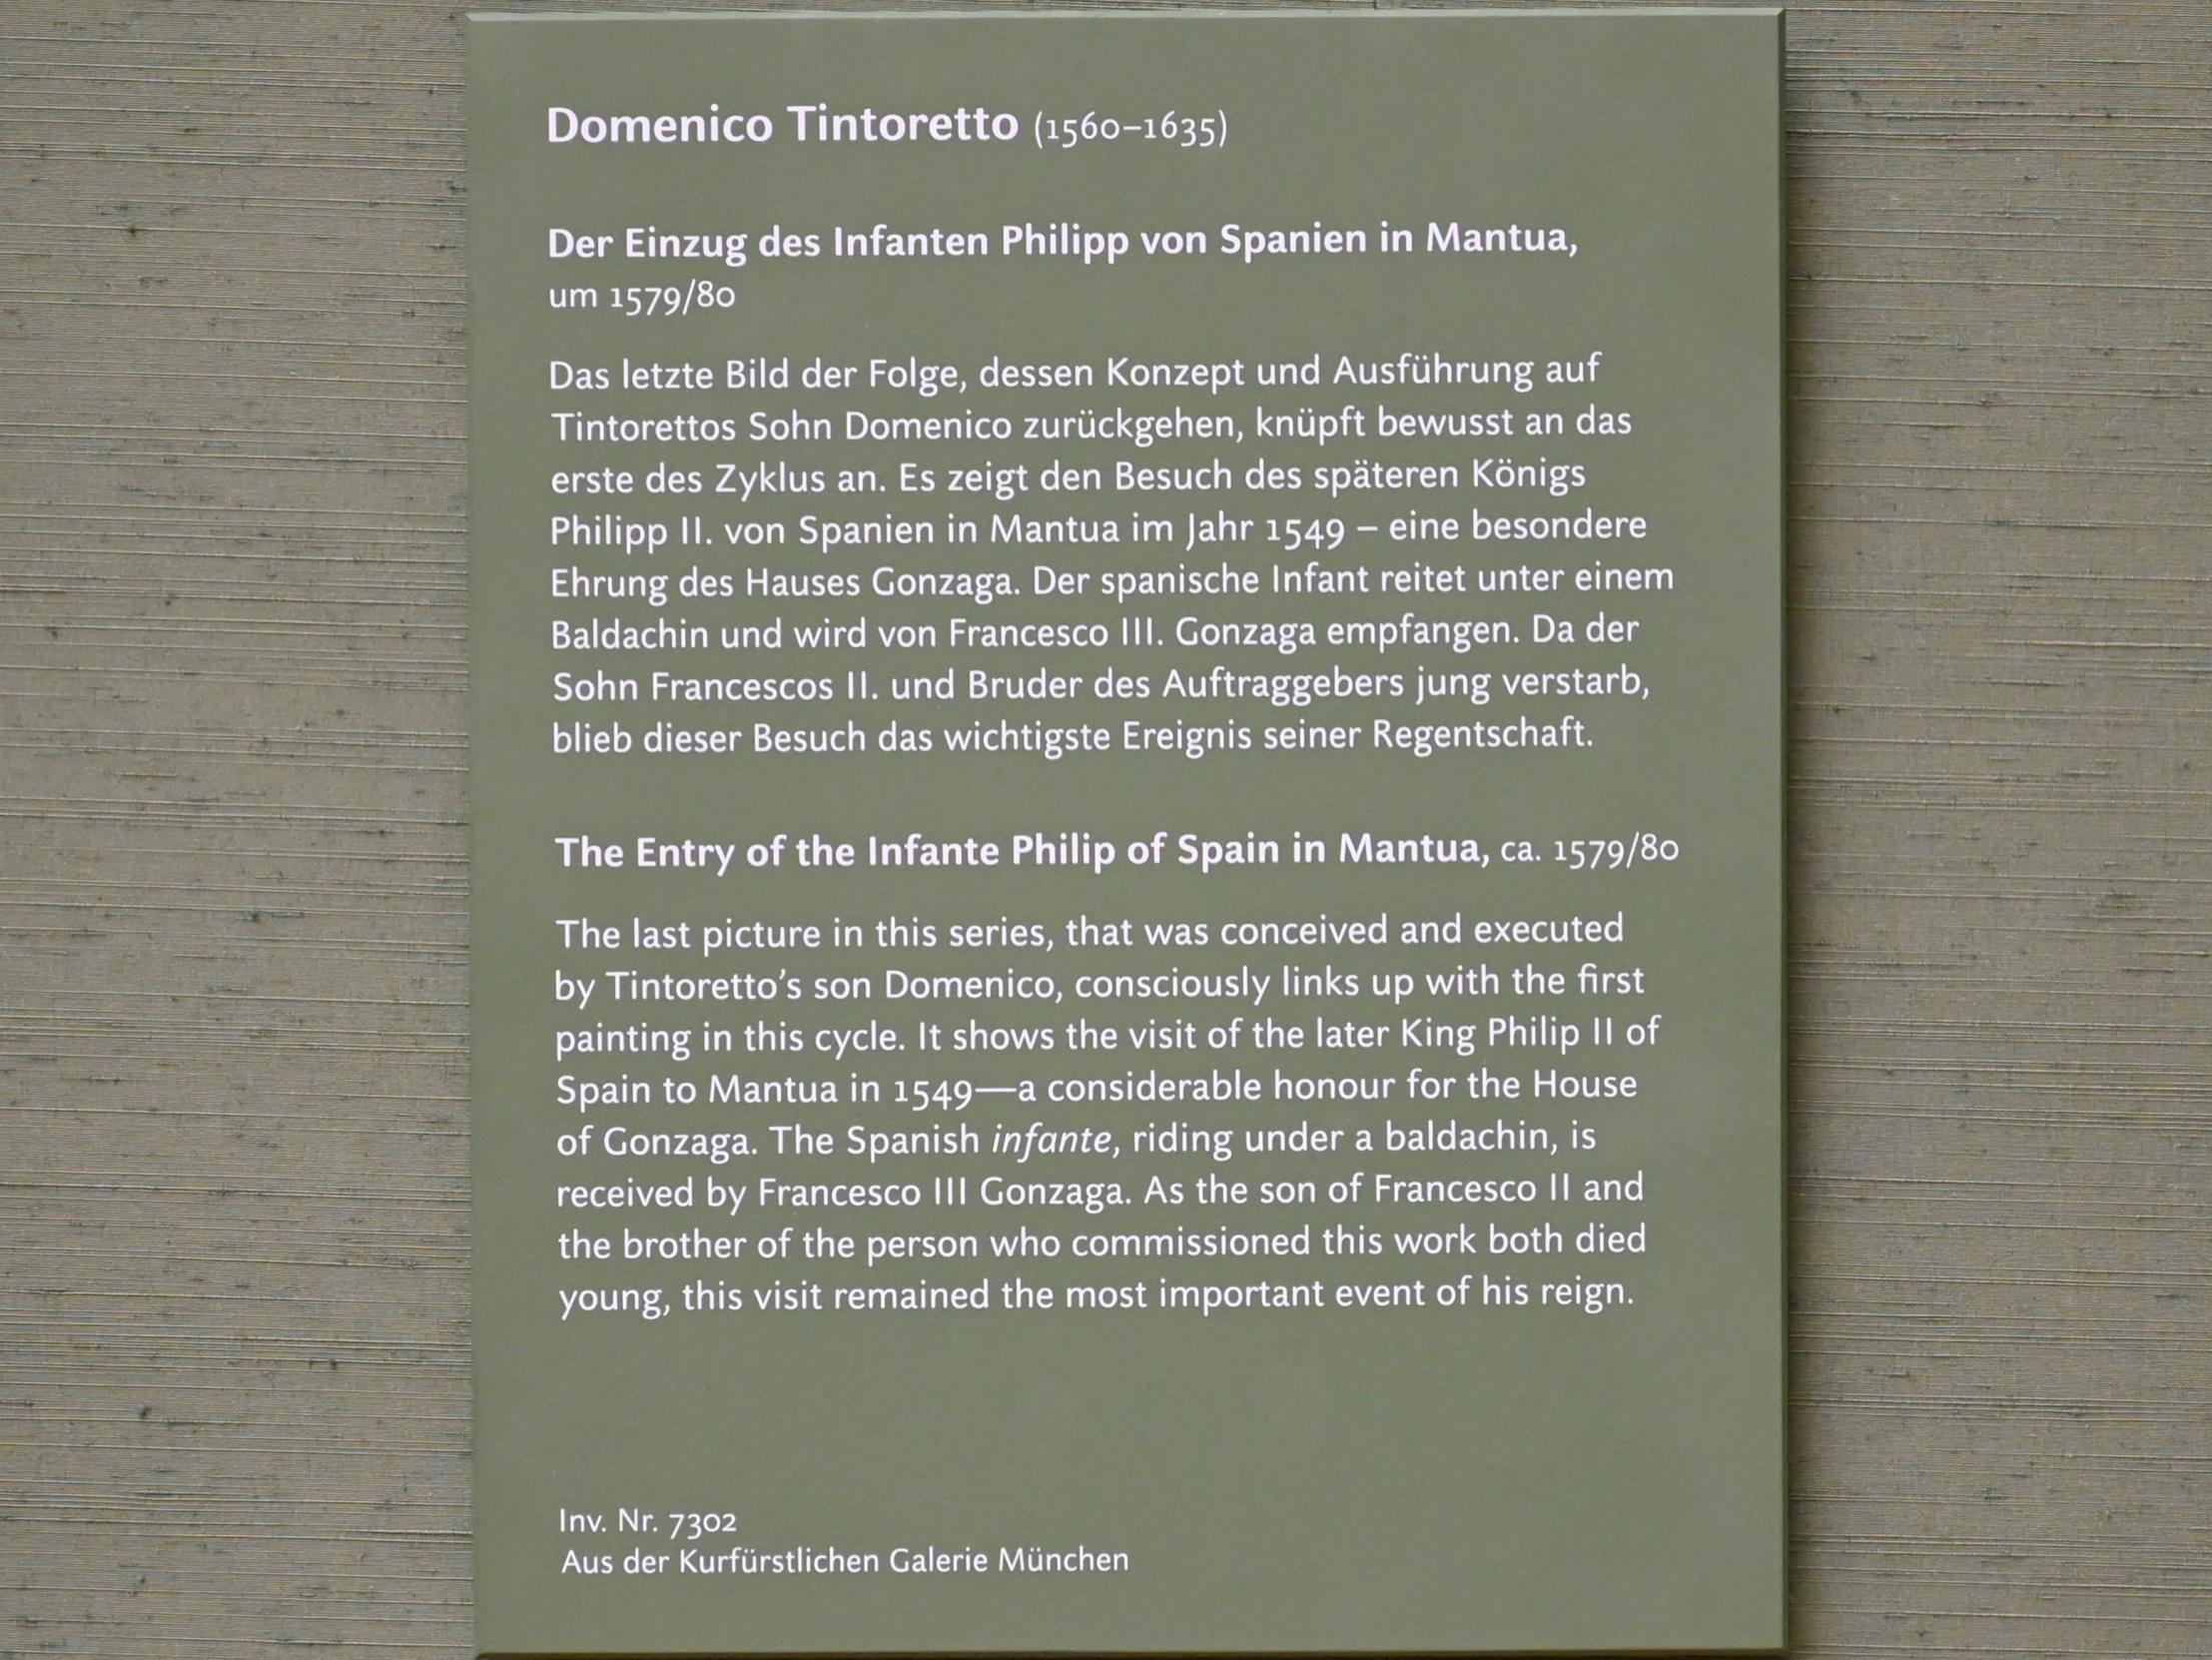 Domenico Tintoretto (1560–1635)
Der Einzug des Infanten Philipp von Spanien in Mantua,
um 1579/80
Das letzte Bild der Folge, dessen Konzept und Ausführung auf
Tintorettos Sohn Domenico zurückgehen, knüpft bewusst an das
erste des Zyklus an. Es zeigt den Besuch des späteren Königs
Philipp II. von Spanien in Mantua im Jahr 1549 – eine besondere
Ehrung des Hauses Gonzaga. Der spanische Infant reitet unter einem
Baldachin und wird von Francesco III. Gonzaga empfangen. Da der
Sohn Francescos II. und Bruder des Auftraggebers jung verstarb,
blieb dieser Besuch das wichtigste Ereignis seiner Regentschaft.
The Entry of the Infante Philip of Spain in Mantua, ca. 1579/80
The last picture in this series, that was conceived and executed
by Tintoretto’s son Domenico, consciously links up with the first
painting in this cycle. It shows the visit of the later King Philip II of
Spain to Mantua in 1549—a considerable honour for the House
of Gonzaga. The Spanish infante, riding under a baldachin, is
received by Francesco III Gonzaga. As the son of Francesco II and
the brother of the person who commissioned this work both died
young, this visit remained the most important event of his reign.
Inv. Nr. 7302
Aus der Kurfürstlichen Galerie München